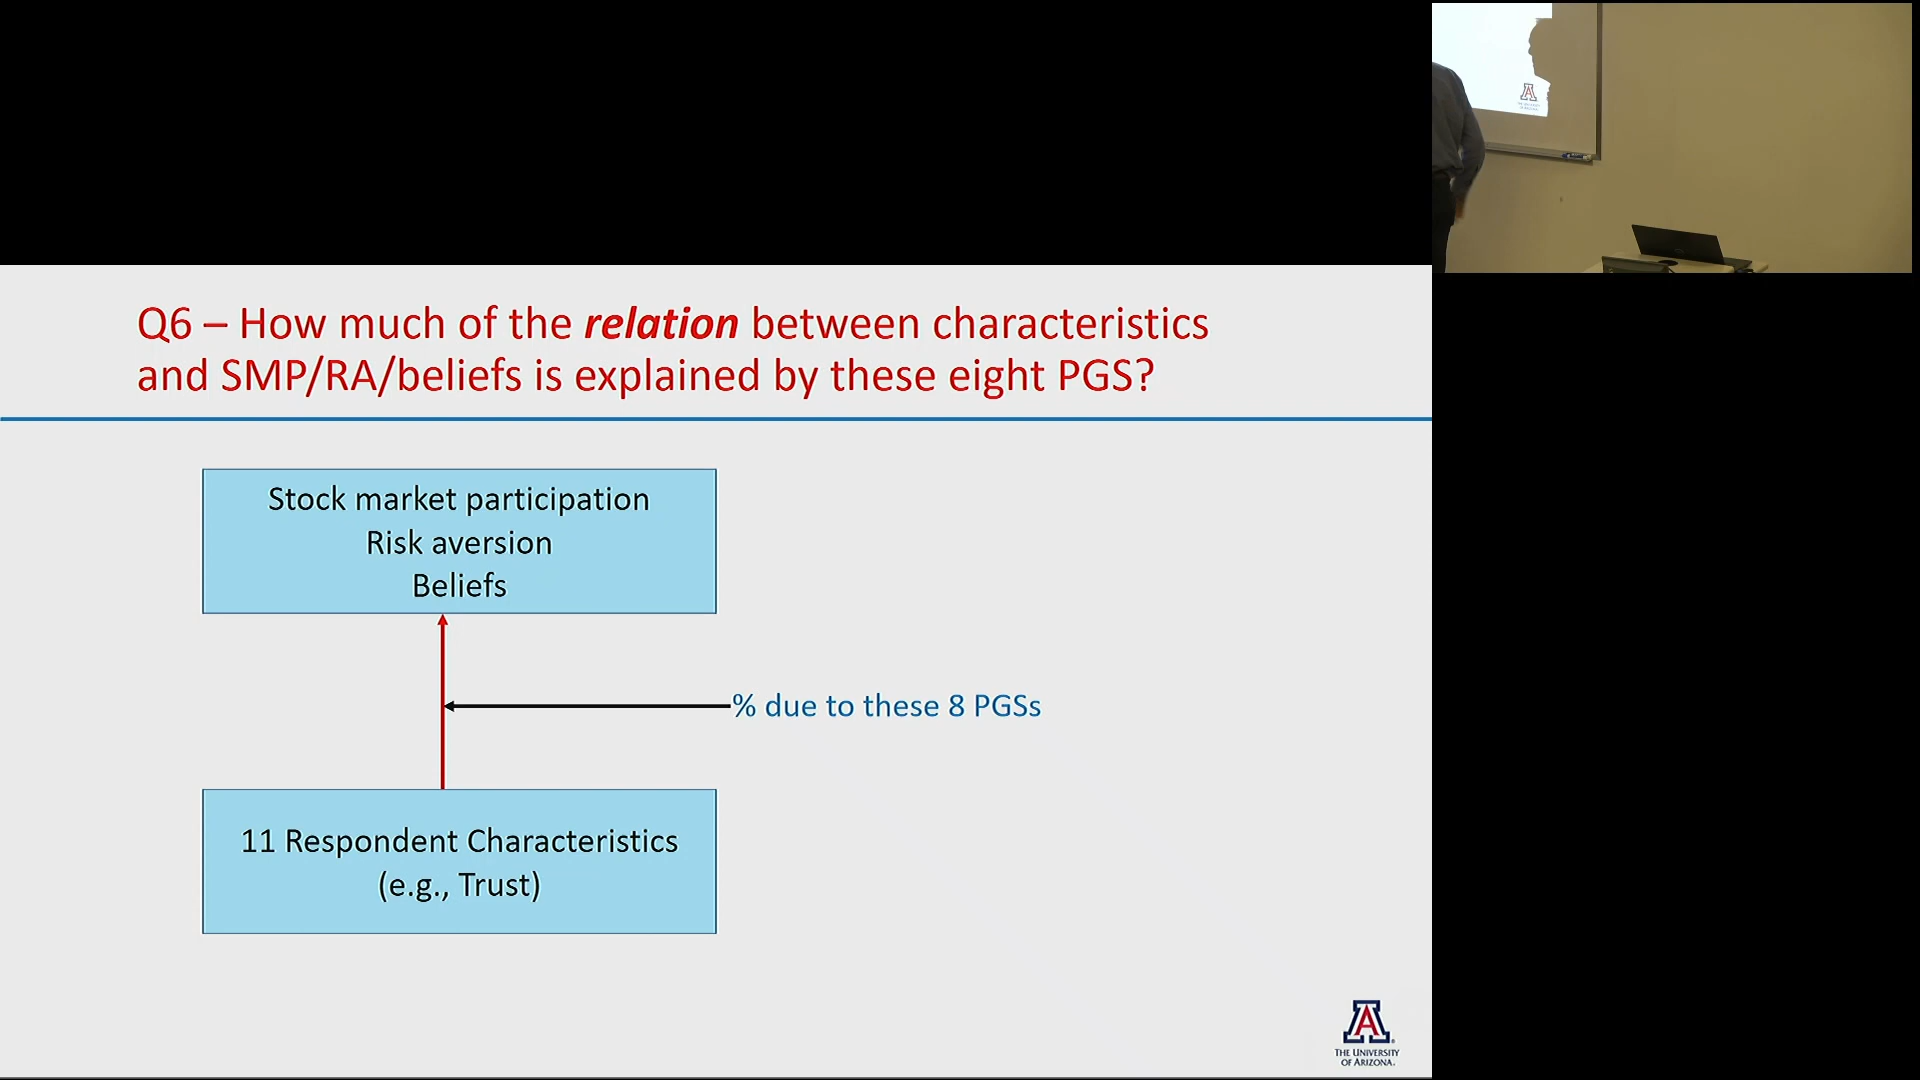 Q6 – How much of the relation between characteristics
and SMP/RA/beliefs is explained by these eight PGS?
Stock market participation
Risk aversion
Beliefs
% due to these 8 PGSs
11 Respondent Characteristics
(e.g., Trust)
A
THE UNIVERSITY
OF ARIZONA.